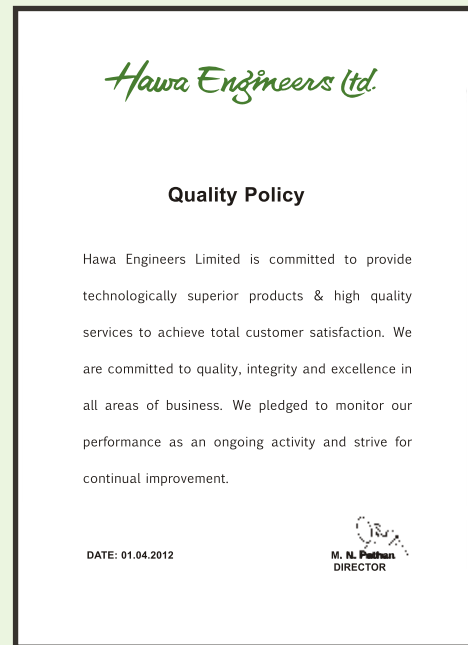 Hawa Engineers Ltd.
Quality Policy
Hawa Engineers Limited is committed to provide
technologically superior products & high quality
services to achieve total customer satisfaction. We
are committed to quality, integrity and excellence in
all areas of business. We pledged to monitor our
performance as an ongoing activity and strive for
continual improvement.
DATE: 01.04.2012
M. N. Pathan
DIRECTOR